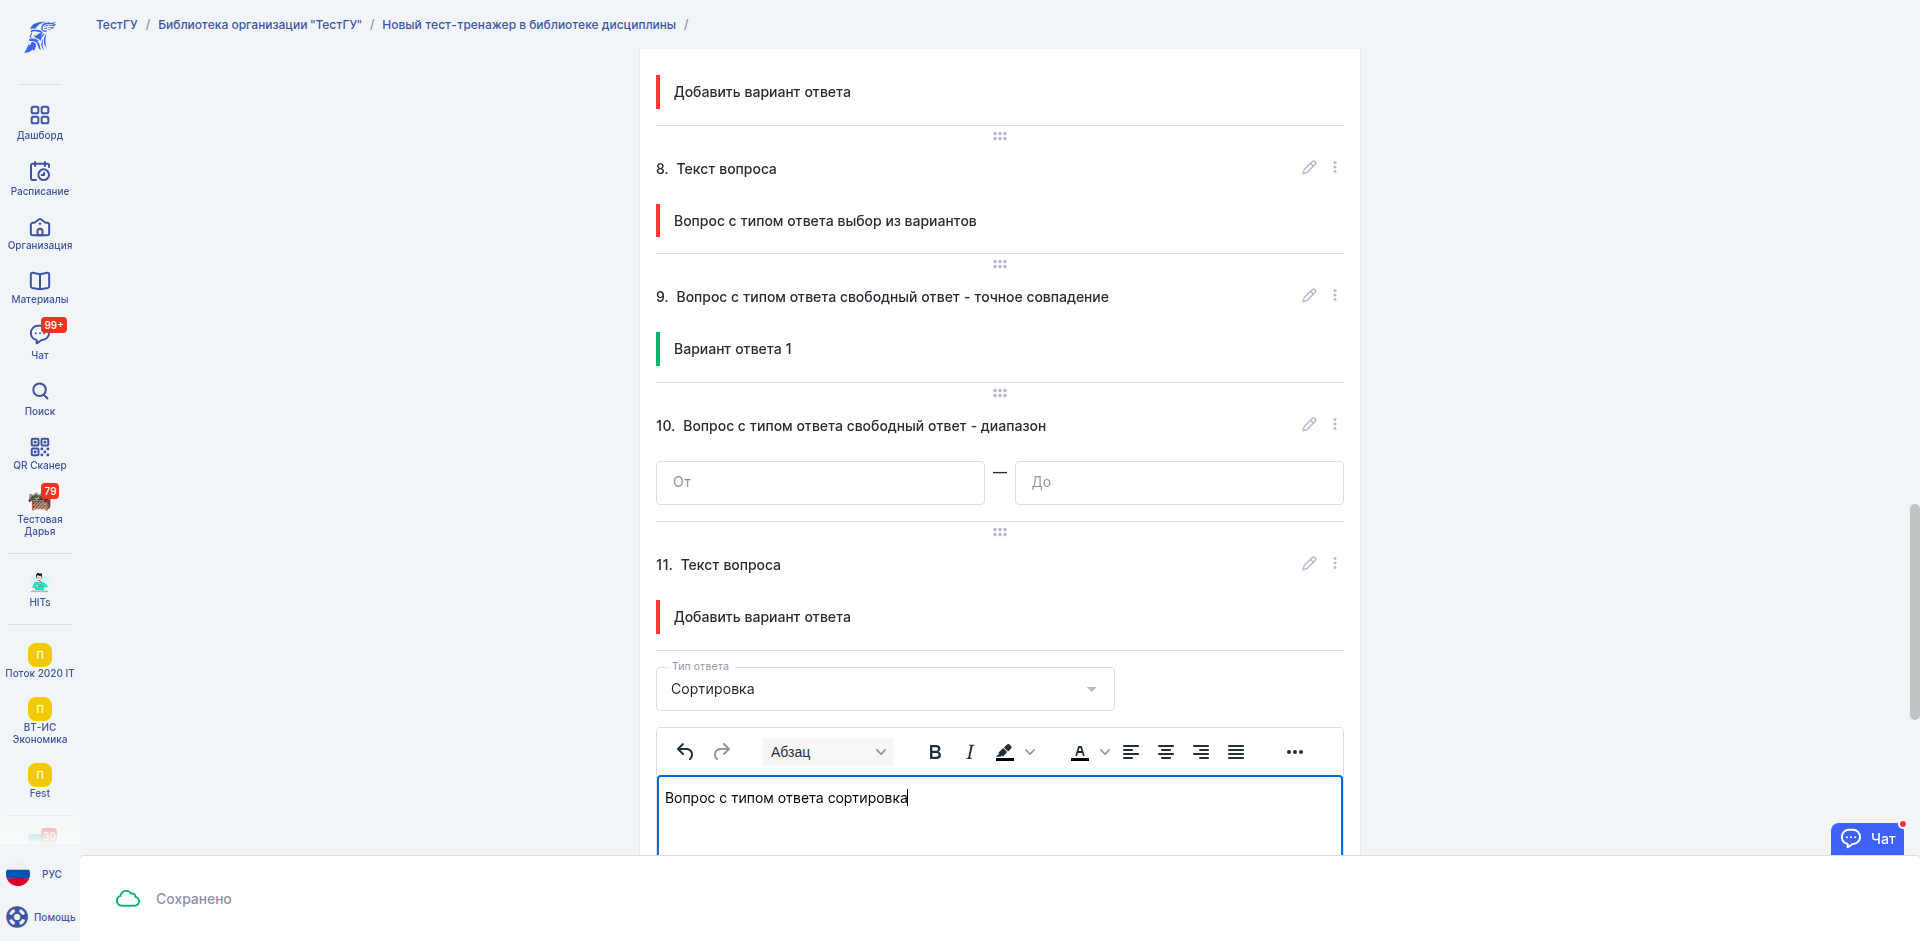 ТестГУ / Библиотека организации "ТестГУ" / Новый тест-тренажер в библиотеке дисциплины /
Дашборд
Расписание
Организация
Материалы
99+
Чат
Поиск
QR Сканер
79
Тестовая
Дарья
HITs
П
Поток 2020 IT
П
ВТ-ИС
Экономика
П
Fest
30
РУС
Помощь
Добавить вариант ответа
8. Текст вопроса
Вопрос с типом ответа выбор из вариантов
9. Вопрос с типом ответа свободный ответ - точное совпадение
Вариант ответа 1
10. Вопрос с типом ответа свободный ответ - диапазон
От — До
11. Текст вопроса
Добавить вариант ответа
Тип ответа
Сортировка
Абзац B I A
Вопрос с типом ответа сортировка
Чат
Сохранено